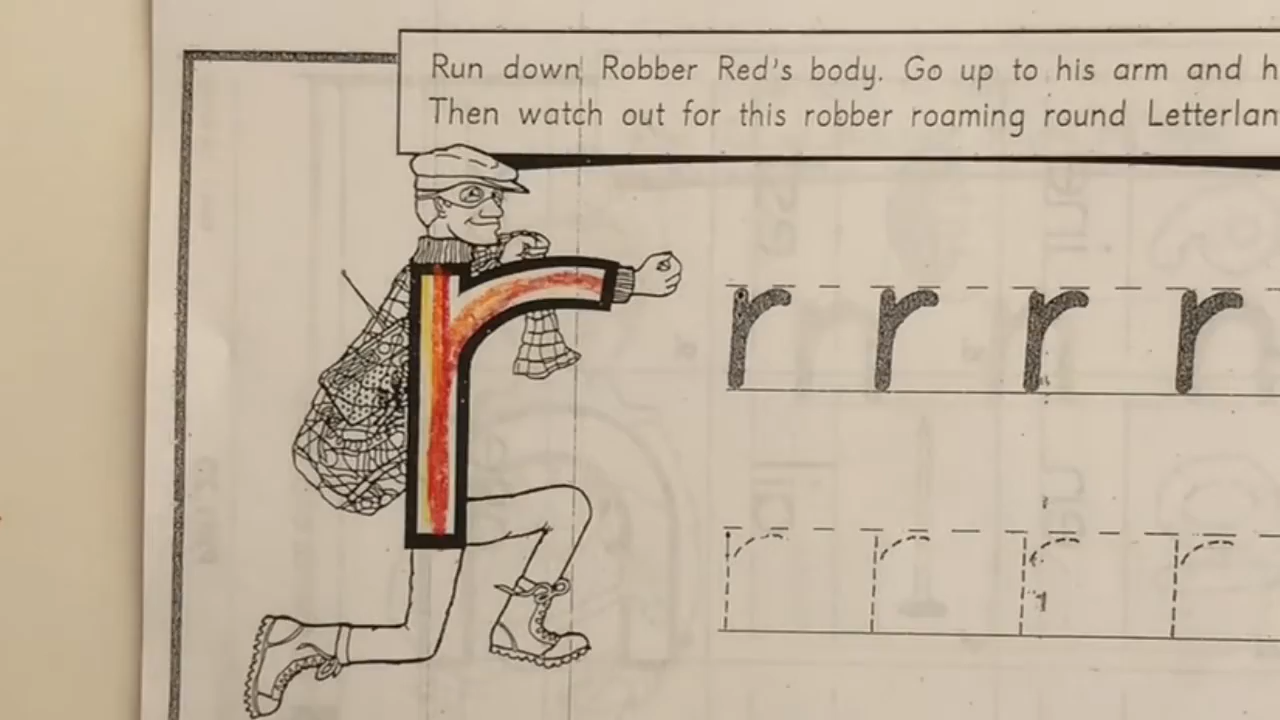 Run down Robber Red's body. Go up to his arm and h
Then watch out for this robber roaming round Letterlan
r r r r
r r r r